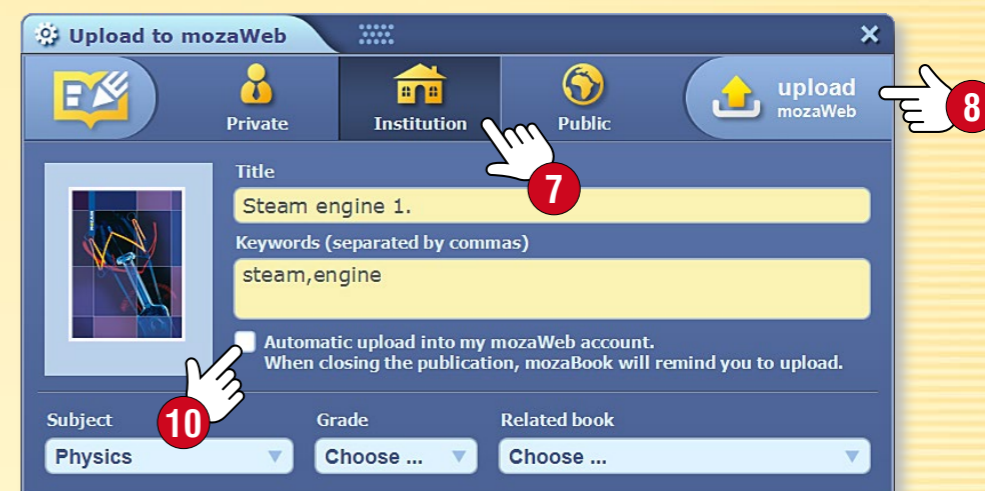 Upload to mozaWeb
Private
Institution
Public
upload
mozaWeb
8
7
Title
Steam engine 1.
Keywords (separated by commas)
steam,engine
Automatic upload into my mozaWeb account.
When closing the publication, mozaBook will remind you to upload.
10
Subject
Grade
Related book
Physics
Choose ...
Choose ...